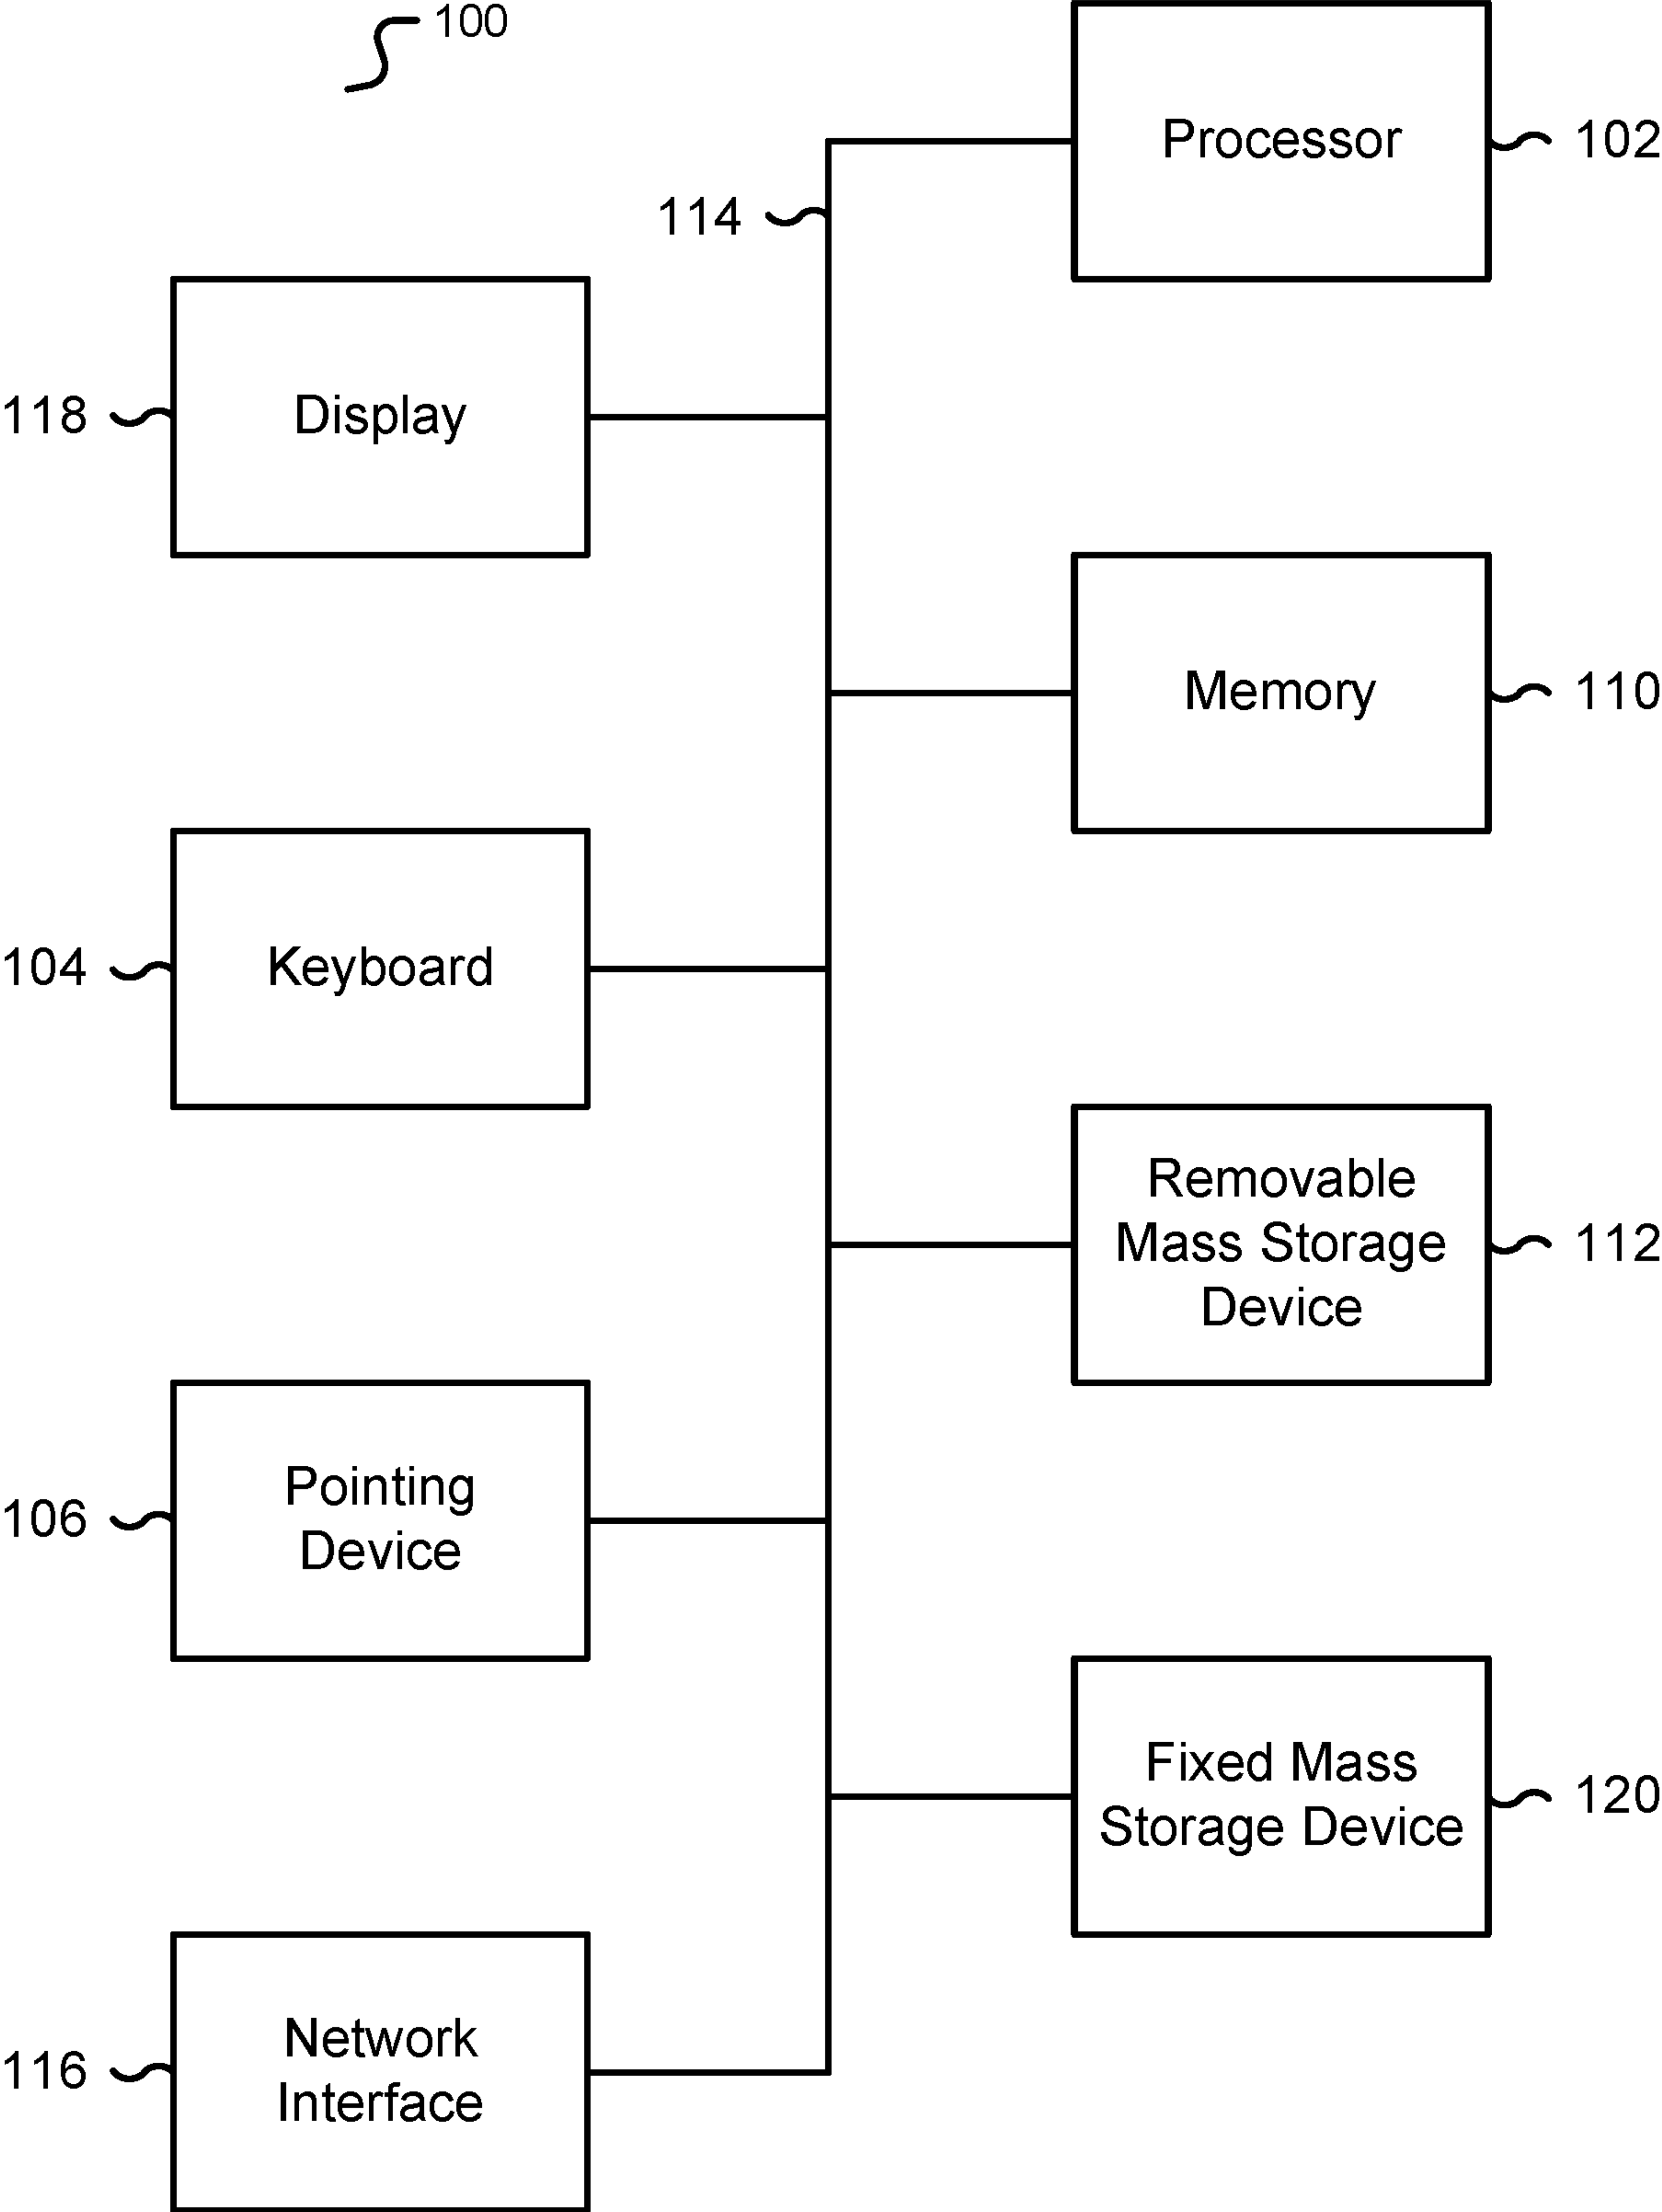 100
Processor
102
114
118
Display
Memory
110
104
Keyboard
Removable
Mass Storage
Device
112
106
Pointing
Device
Fixed Mass
Storage Device
120
116
Network
Interface